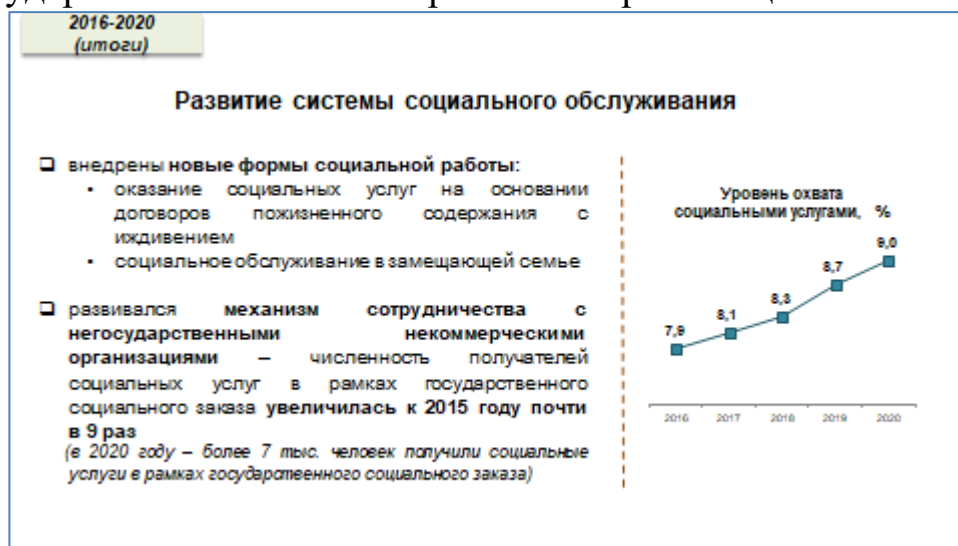 2016-2020
(итоги)
Развитие системы социального обслуживания
❑ внедрены новые формы социальной работы:
▪ оказание социальных услуг на основании
договоров пожизненного содержания с
иждивением
▪ социальное обслуживание в замещающей семье
❑ развивался механизм сотрудничества с
негосударственными некоммерческими
организациями – численность получателей
социальных услуг в рамках государственного
социального заказа увеличилась к 2015 году почти
в 9 раз
(в 2020 году – более 7 тыс. человек получили социальные
услуги в рамках государственного социального заказа)
Уровень охвата
социальными услугами, %
7,9
8,1
8,3
8,7
9,0
2016 2017 2018 2019 2020